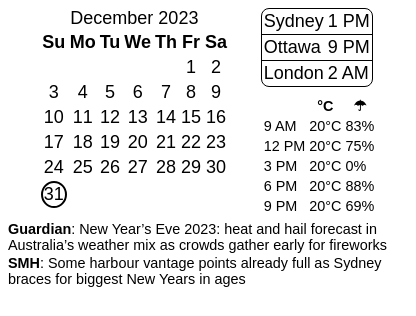 December 2023
Su Mo Tu We Th Fr Sa
1 2
3 4 5 6 7 8 9
10 11 12 13 14 15 16
17 18 19 20 21 22 23
24 25 26 27 28 29 30
31
Sydney 1 PM
Ottawa 9 PM
London 2 AM
°C ☂
9 AM 20°C 83%
12 PM 20°C 75%
3 PM 20°C 0%
6 PM 20°C 88%
9 PM 20°C 69%
Guardian: New Year’s Eve 2023: heat and hail forecast in
Australia’s weather mix as crowds gather early for fireworks
SMH: Some harbour vantage points already full as Sydney
braces for biggest New Years in ages